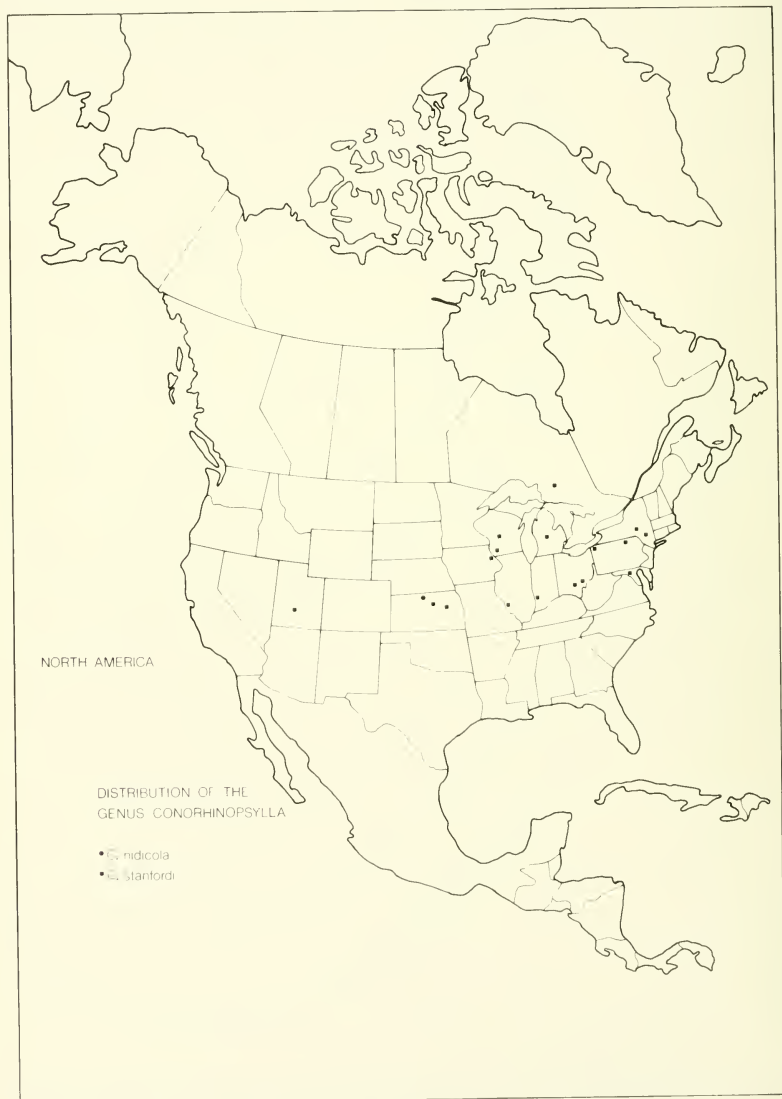 NORTH AMERICA
DISTRIBUTION OF THE
GENUS CONORHINOPSYLLA
• C. nidicola
• C. stanfordi